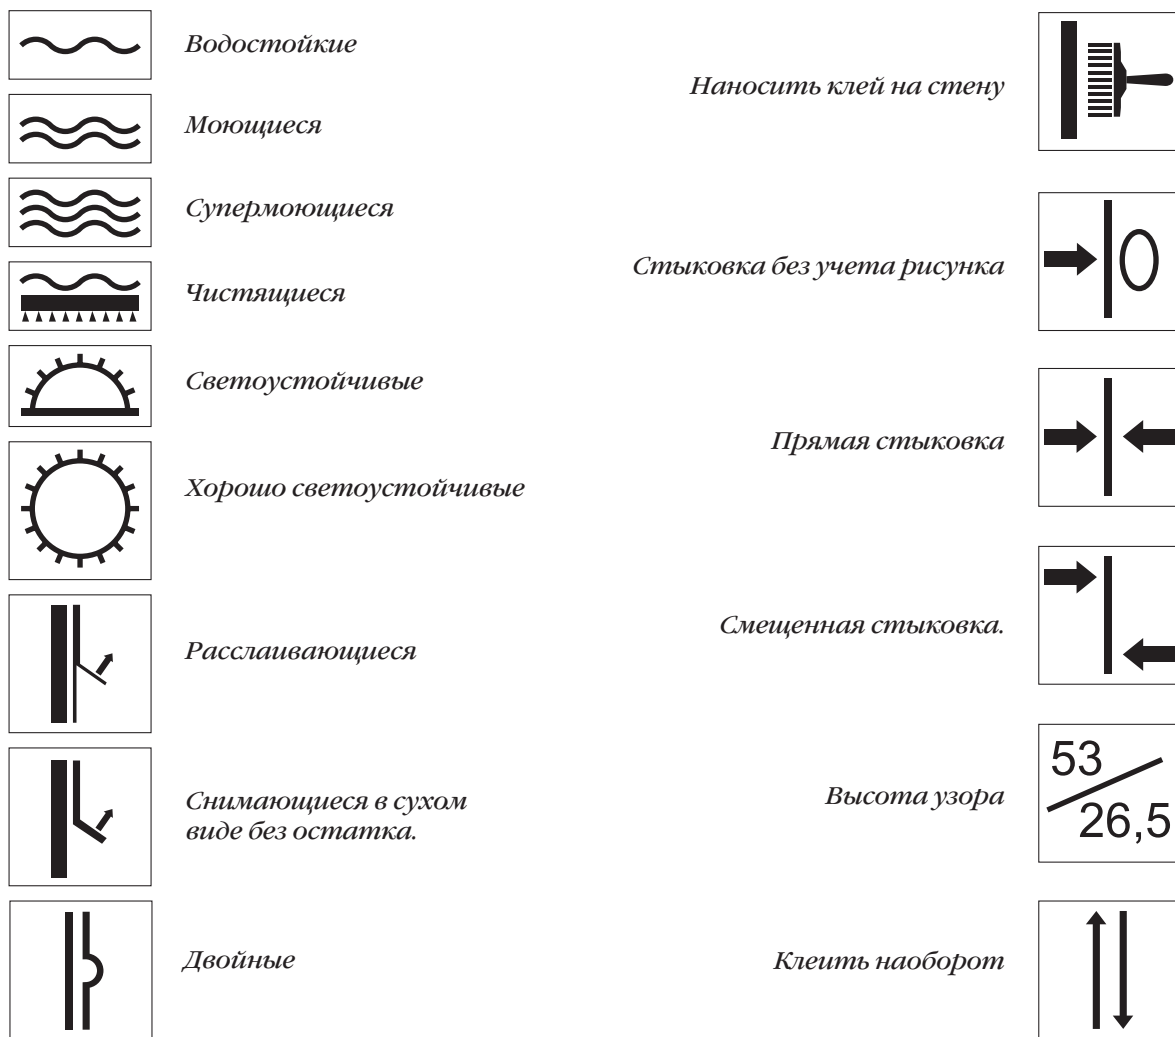 Водостойкие
Моющиеся
Супермоющиеся
Чистящиеся
Светоустойчивые
Хорошо светоустойчивые
Расслаивающиеся
Снимающиеся в сухом
виде без остатка.
Двойные
Наносить клей на стену
Стыковка без учета рисунка
Прямая стыковка
Смещенная стыковка.
Высота узора
53
26,5
Клеить наоборот